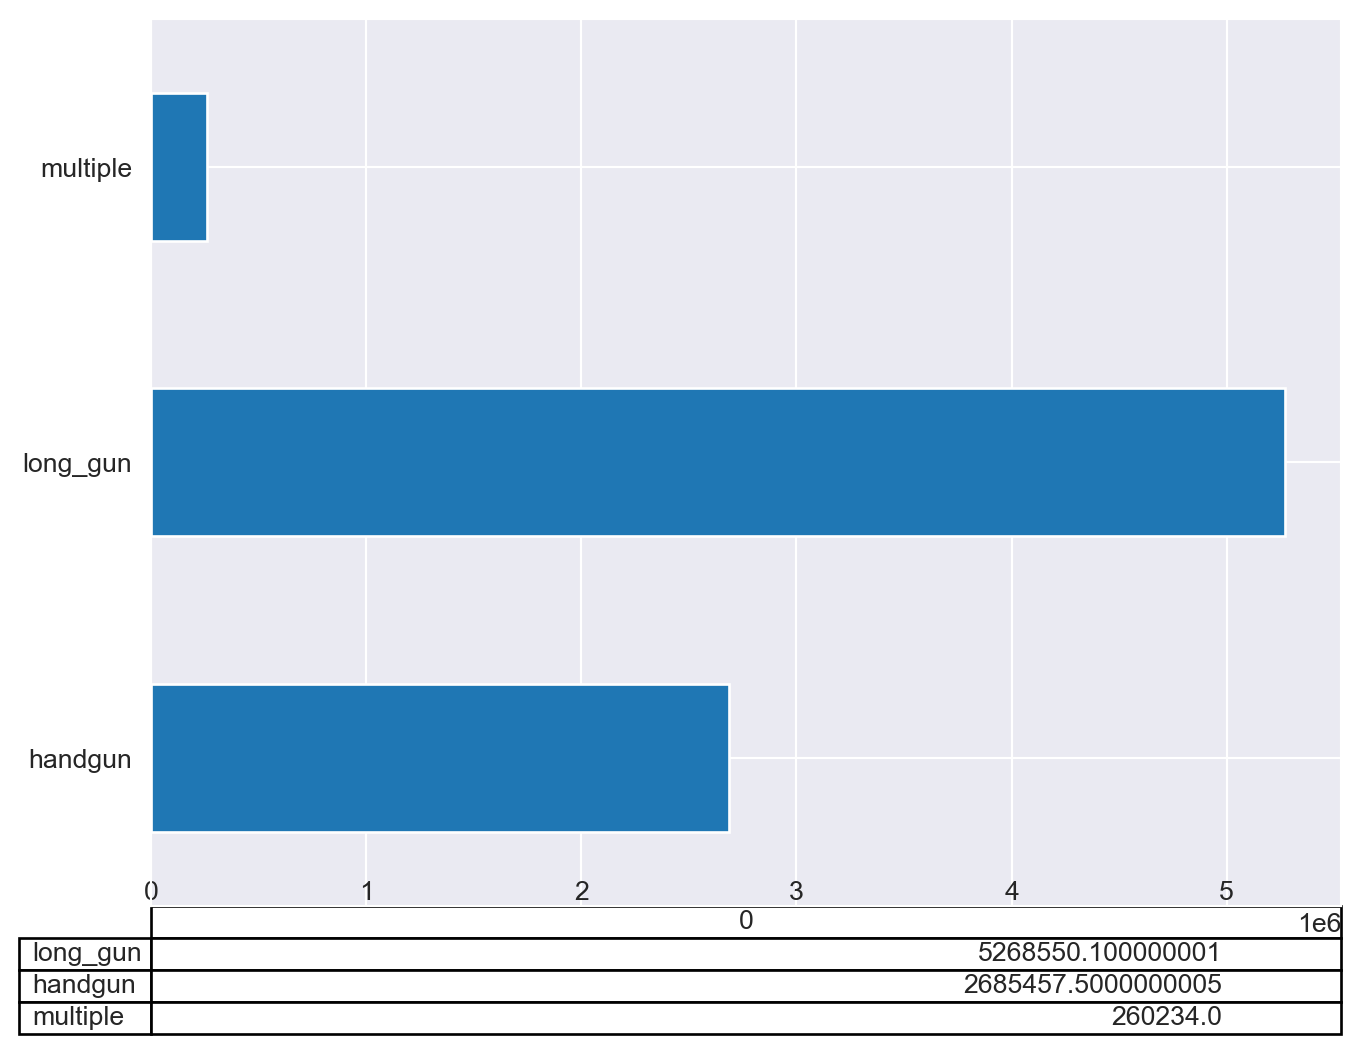 multiple
long_gun
handgun
0 1 2 3 4 5
0 1e6
long_gun 5268550.100000001
handgun 2685457.5000000005
multiple 260234.0